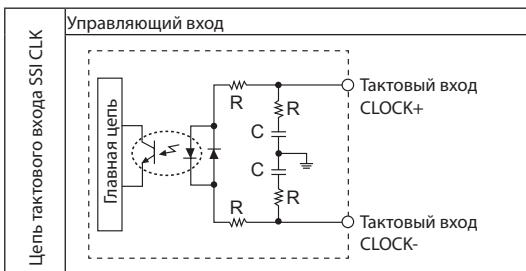 Цепь тактового входа SSI CLK
Управляющий вход
Главная цепь
R
R
C
C
R
R
Тактовый вход
CLOCK+
Тактовый вход
CLOCK-